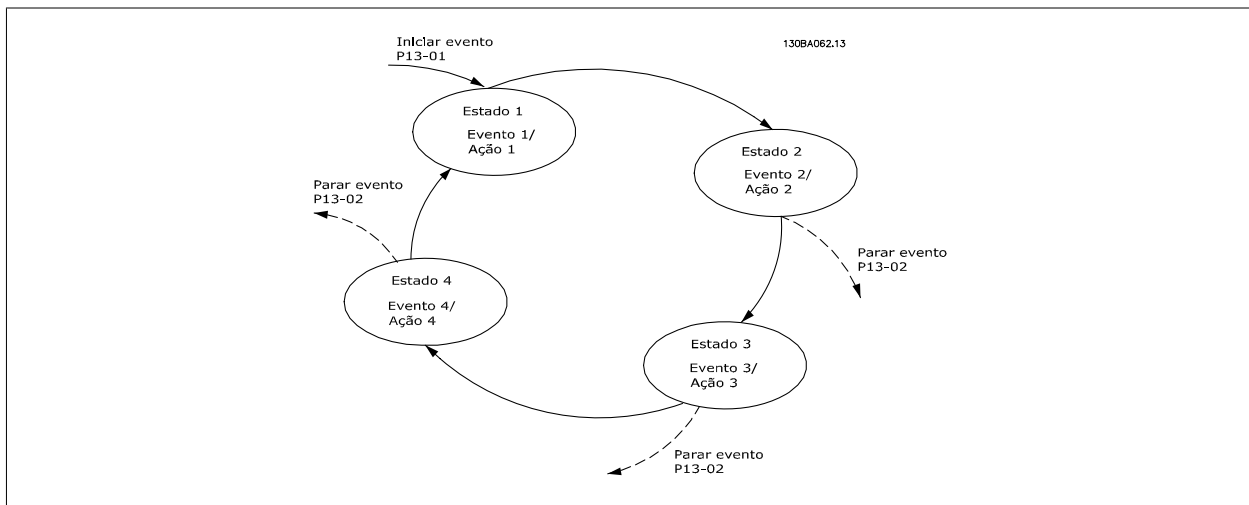 Iniciar evento
P13-01
130BA062.13
Estado 1
Evento 1/
Ação 1
Estado 2
Evento 2/
Ação 2
Parar evento
P13-02
Parar evento
P13-02
Estado 4
Evento 4/
Ação 4
Estado 3
Evento 3/
Ação 3
Parar evento
P13-02